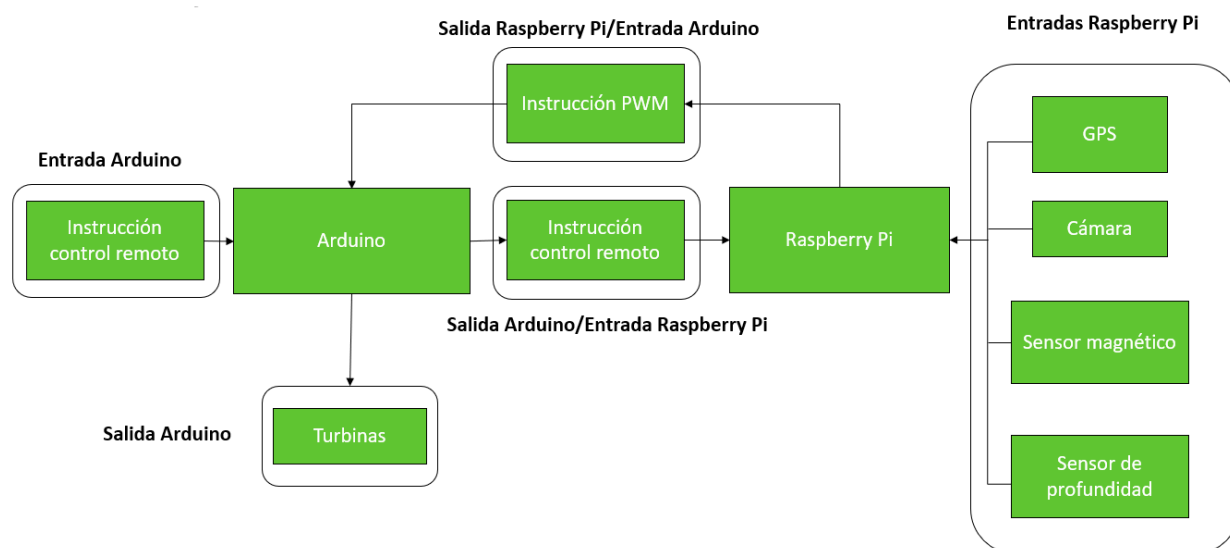 Salida Raspberry Pi/Entrada Arduino
Entradas Raspberry Pi
Instrucción PWM
GPS
Entrada Arduino
Instrucción
control remoto
Arduino
Instrucción
control remoto
Raspberry Pi
Cámara
Salida Arduino/Entrada Raspberry Pi
Sensor magnético
Salida Arduino
Turbinas
Sensor de
profundidad